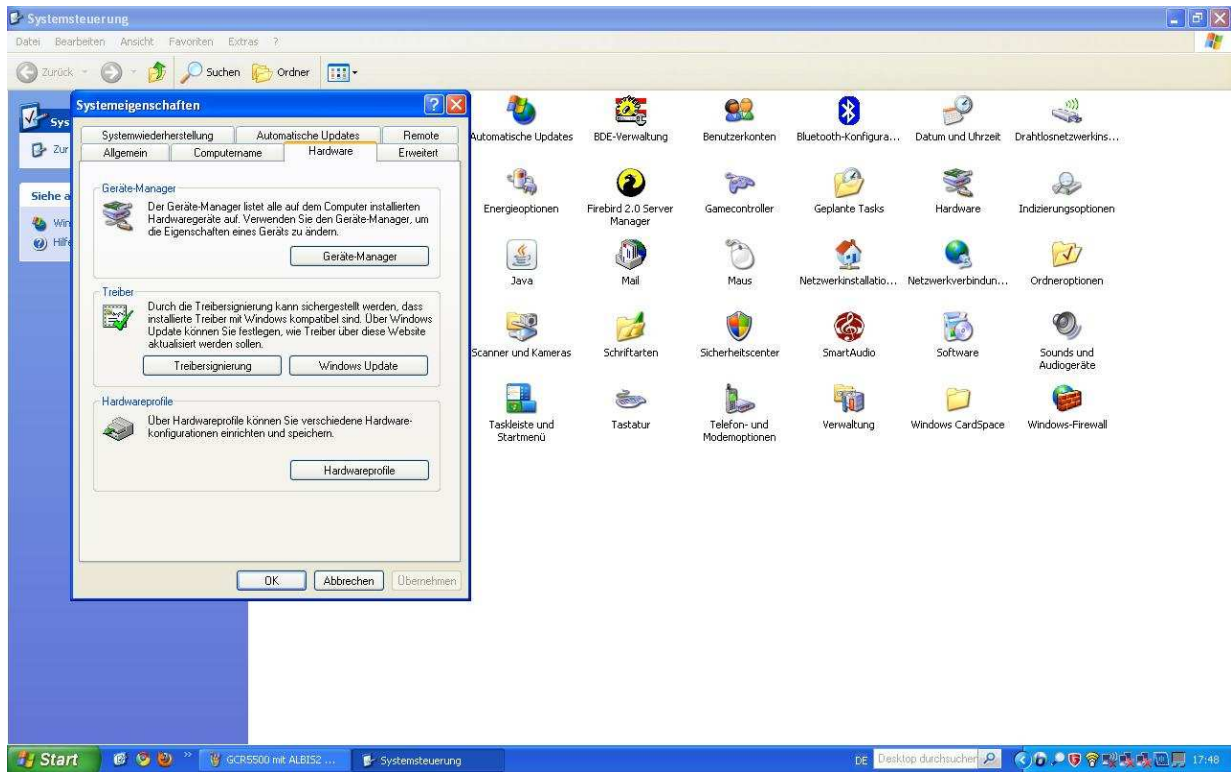 Systemsteuerung
Datei Bearbeiten Ansicht Favoriten Extras ?
Zurück Suchen Ordner
Sys
Zur
Siehe a
Win
Hilfe
Systemeigenschaften
Systemwiederherstellung Automatische Updates Remote
Allgemein Computername Hardware Erweitert
Geräte-Manager
Der Geräte-Manager listet alle auf dem Computer installierten
Hardwaregeräte auf. Verwenden Sie den Geräte-Manager, um
die Eigenschaften eines Geräts zu ändern.
Geräte-Manager
Treiber
Durch die Treibersignierung kann sichergestellt werden, dass
installierte Treiber mit Windows kompatibel sind. Über Windows
Update können Sie festlegen, wie Treiber über diese Website
aktualisiert werden sollen.
Treibersignierung Windows Update
Hardwareprofile
Über Hardwareprofile können Sie verschiedene Hardware-
konfigurationen einrichten und speichern.
Hardwareprofile
OK Abbrechen Übernehmen
Automatische Updates BDE-Verwaltung Benutzerkonten Bluetooth-Konfigura... Datum und Uhrzeit Drahtlosnetzwerkins...
Energieoptionen Firebird 2.0 Server Manager Gamecontroller Geplante Tasks Hardware Indizierungsoptionen
Java Mail Maus Netzwerkinstallatio... Netzwerkverbindun... Ordneroptionen
Scanner und Kameras Schriftarten Sicherheitscenter SmartAudio Software Sounds und Audiogeräte
Taskleiste und Startmenü Tastatur Telefon- und Modemoptionen Verwaltung Windows CardSpace Windows-Firewall
Start GCR5500 mit ALBIS2 ... Systemsteuerung DE Desktop durchsuchen 17:48